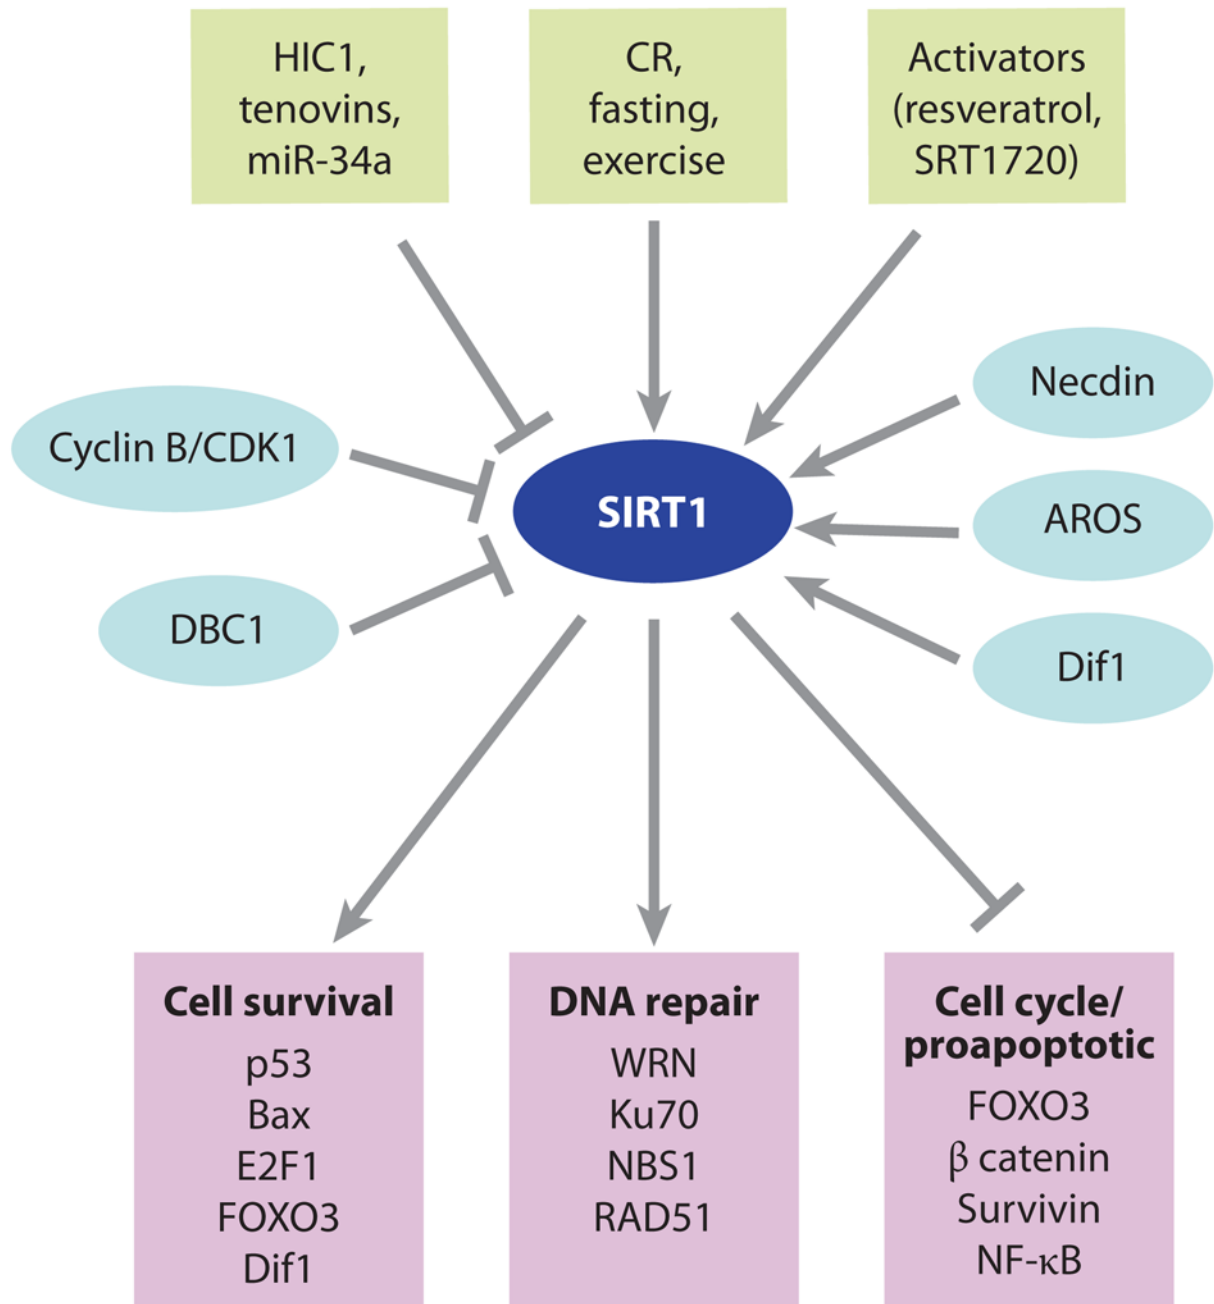 HIC1,
tenovins,
miR-34a
CR,
fasting,
exercise
Activators
(resveratrol,
SRT1720)
Necdin
Cyclin B/CDK1
SIRT1
AROS
DBC1
Dif1
Cell survival
p53
Bax
E2F1
FOXO3
Dif1
DNA repair
WRN
Ku70
NBS1
RAD51
Cell cycle/
proapoptotic
FOXO3
β catenin
Survivin
NF-κB